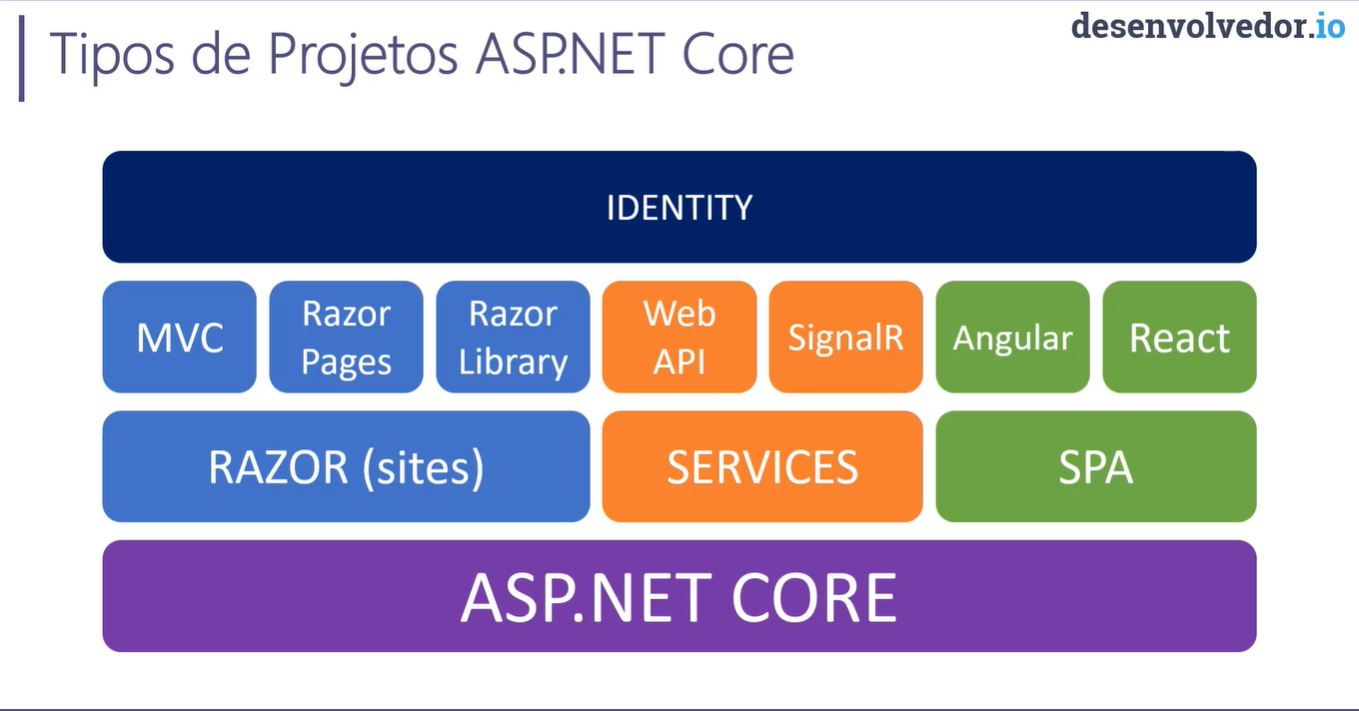 Tipos de Projetos ASP.NET Core
desenvolvedor.io
IDENTITY
MVC
Razor
Pages
Razor
Library
Web
API
SignalR
Angular
React
RAZOR (sites)
SERVICES
SPA
ASP.NET CORE